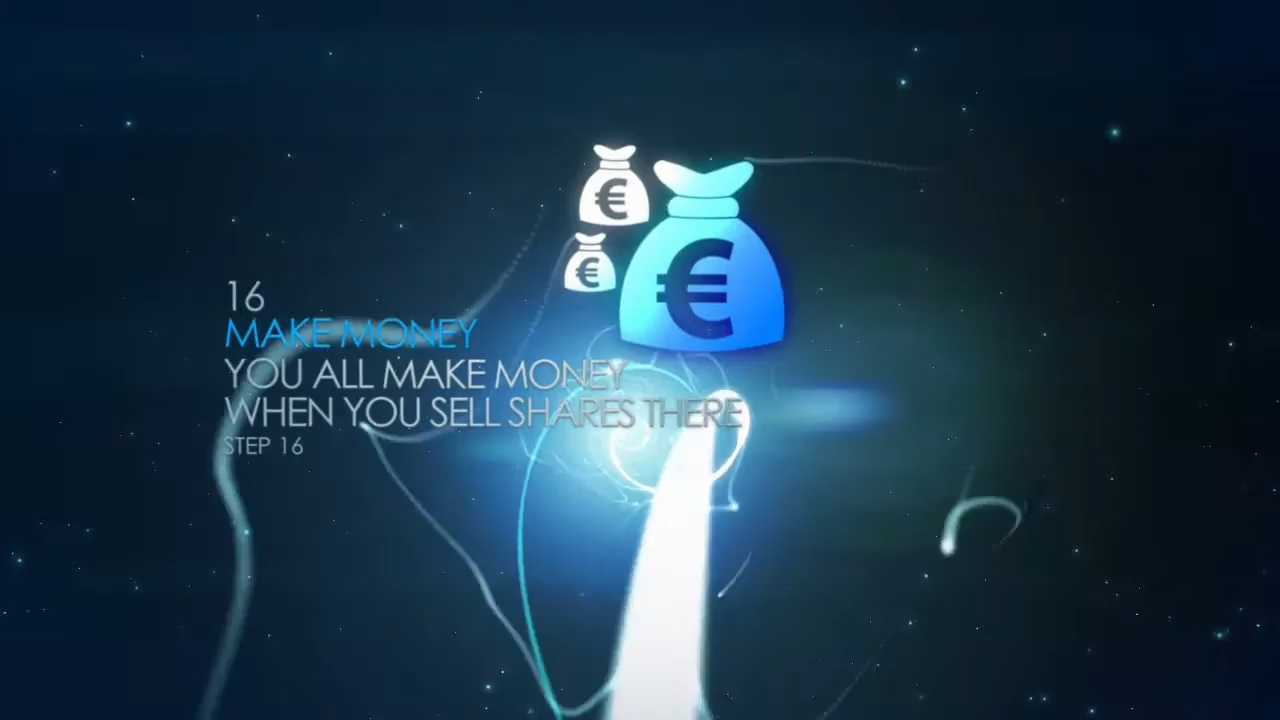 €
€
€
16
MAKE MONEY
YOU ALL MAKE MONEY
WHEN YOU SELL SHARES THERE
STEP 16